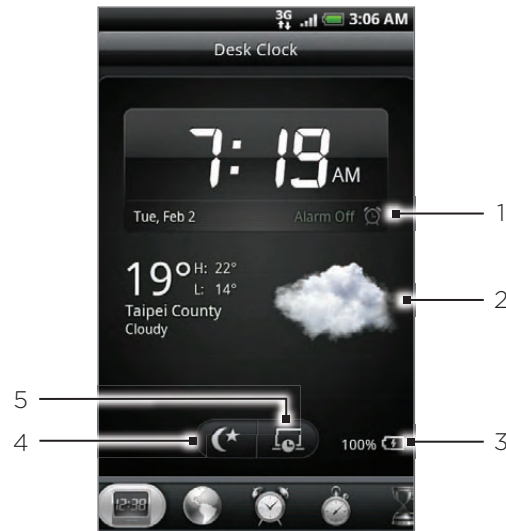 3G 3:06 AM
Desk Clock
7:19 AM
Tue, Feb 2 Alarm Off
1
19° H: 22°
L: 14°
Taipei County
Cloudy
2
5
4
100%
3
12:38